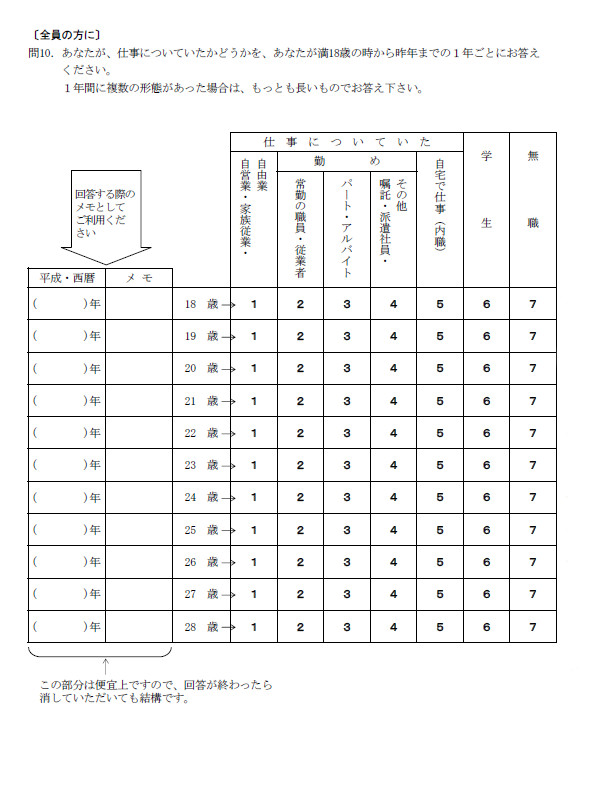 〔全員の方に〕
問10．あなたが、仕事についていたかどうかを、あなたが満18歳の時から昨年までの１年ごとにお答え
ください。
１年間に複数の形態があった場合は、もっとも長いものでお答え下さい。
仕事についていた
学生
無職
勤め
自営業・家族従業・
自由業
常勤の職員・従業者
パート・アルバイト
嘱託・派遣社員・
その他
自宅で仕事（内職）
回答する際の
メモとして
ご利用くだ
さい
平成・西暦 メモ
（　　）年 18 歳→ 1 2 3 4 5 6 7
（　　）年 19 歳→ 1 2 3 4 5 6 7
（　　）年 20 歳→ 1 2 3 4 5 6 7
（　　）年 21 歳→ 1 2 3 4 5 6 7
（　　）年 22 歳→ 1 2 3 4 5 6 7
（　　）年 23 歳→ 1 2 3 4 5 6 7
（　　）年 24 歳→ 1 2 3 4 5 6 7
（　　）年 25 歳→ 1 2 3 4 5 6 7
（　　）年 26 歳→ 1 2 3 4 5 6 7
（　　）年 27 歳→ 1 2 3 4 5 6 7
（　　）年 28 歳→ 1 2 3 4 5 6 7
この部分は便宜上ですので、回答が終わったら
消していただいても結構です。